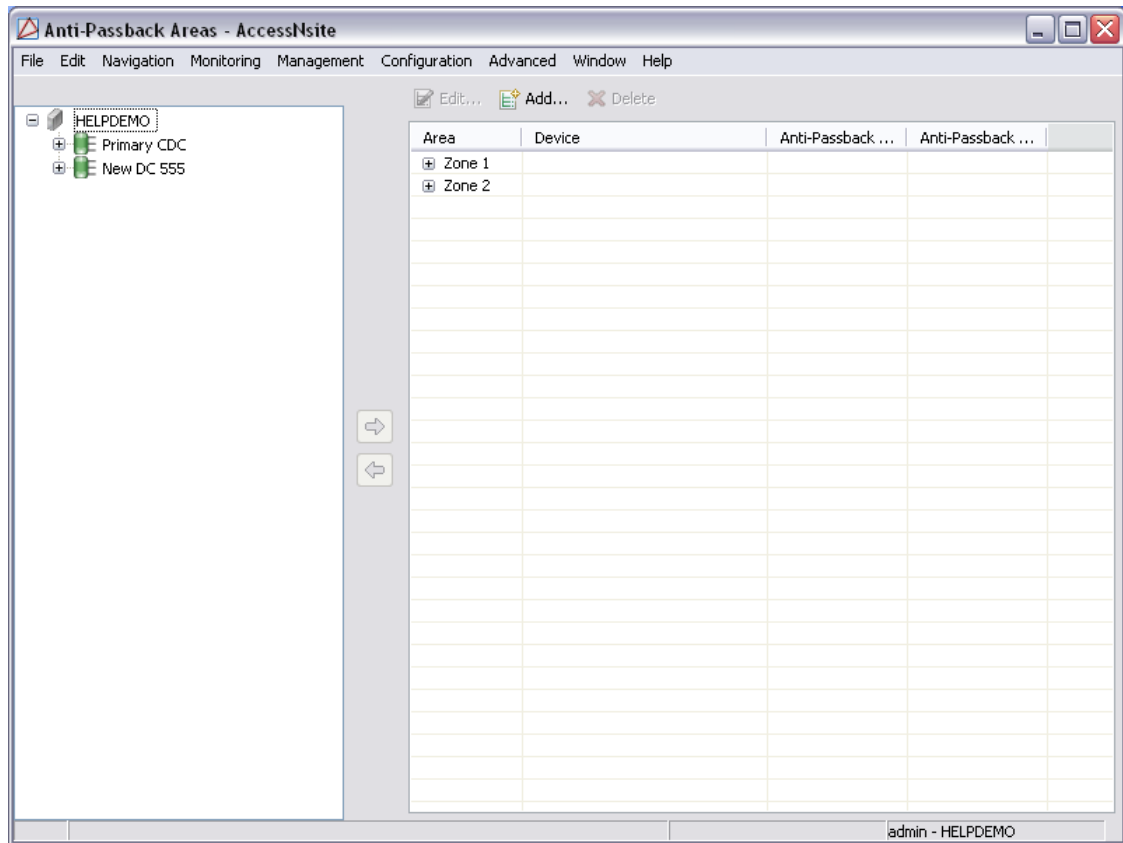 Anti-Passback Areas - AccessNsite
File Edit Navigation Monitoring Management Configuration Advanced Window Help
Edit... Add... Delete
HELPDEMO
Primary CDC
New DC 555
Area Device Anti-Passback ... Anti-Passback ...
Zone 1
Zone 2
admin - HELPDEMO